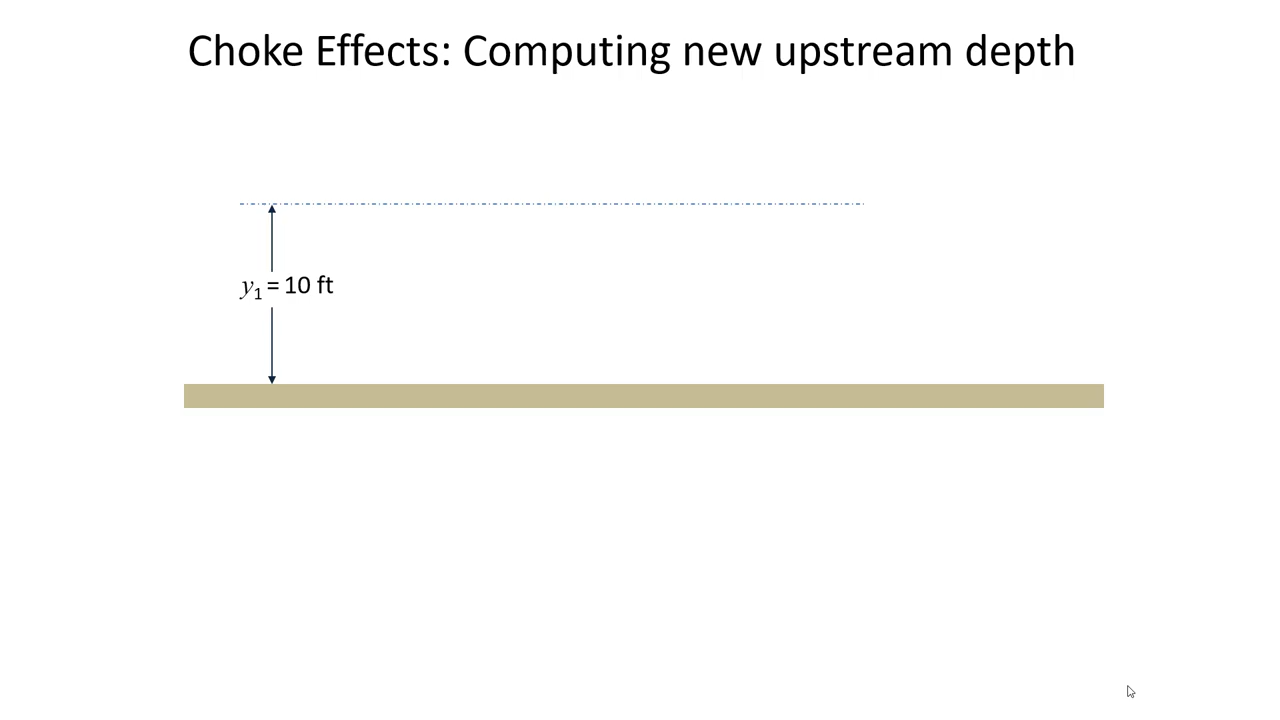 Choke Effects: Computing new upstream depth
y₁ = 10 ft